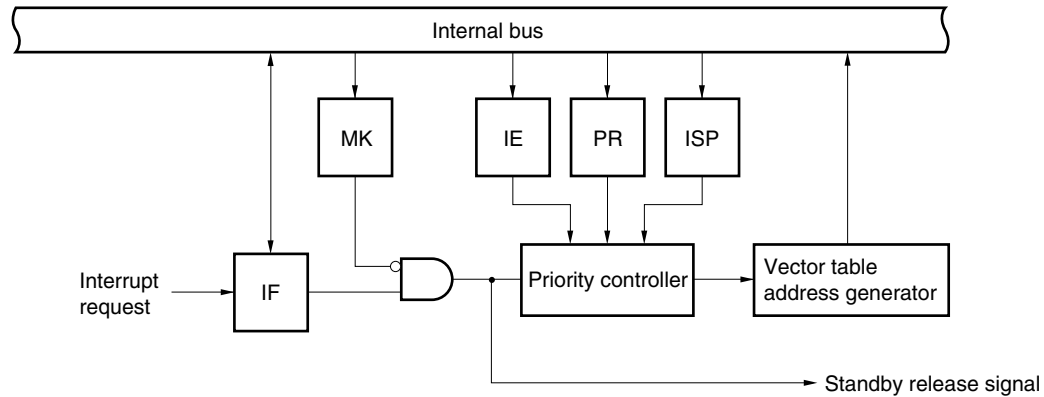 Internal bus
MK
IE
PR
ISP
Interrupt
request
IF
Priority controller
Vector table
address generator
Standby release signal